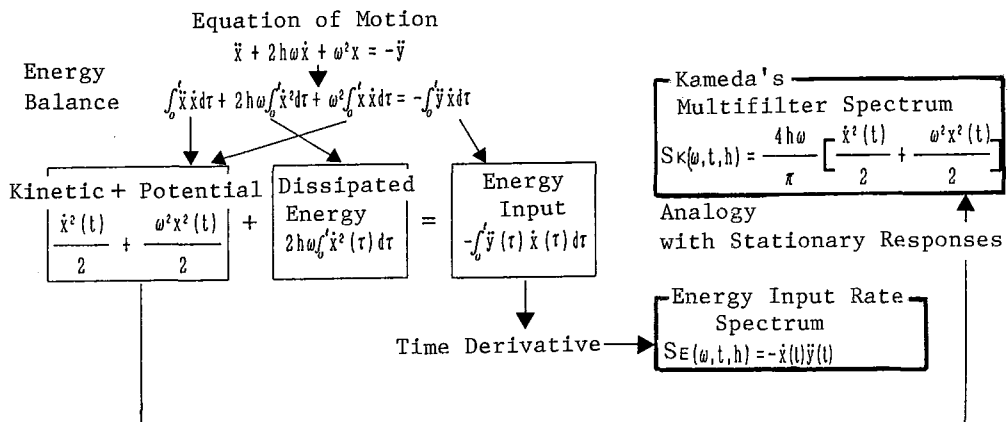 Equation of Motion
ẍ + 2hωẋ + ω²x = -ÿ
Energy
Balance
∫₀ᵗẍẋdτ + 2hω∫₀ᵗẋ²dτ + ω²∫₀ᵗxẋdτ = -∫₀ᵗÿẋdτ
Kinetic + Potential
ẋ²(t)/2 + ω²x²(t)/2
+
Dissipated
Energy
2hω∫₀ᵗẋ²(τ)dτ
=
Energy
Input
-∫₀ᵗÿ(τ)ẋ(τ)dτ
Time Derivative
Kameda's
Multifilter Spectrum
SK(ω,t,h) = 4hω/π [ẋ²(t)/2 + ω²x²(t)/2]
Analogy
with Stationary Responses
Energy Input Rate
Spectrum
SE(ω,t,h) = -ẋ(t)ÿ(t)